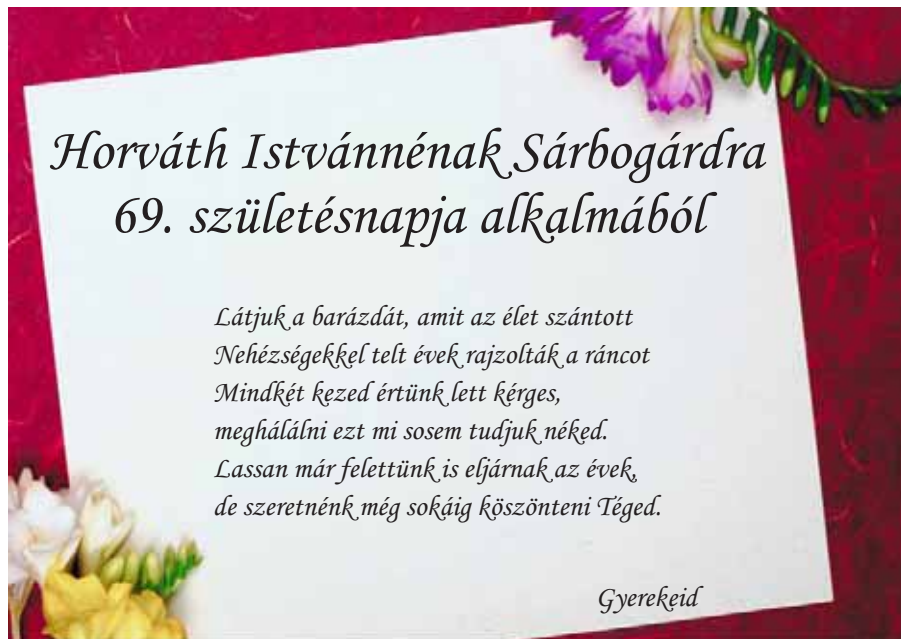 Horváth Istvánnénak Sárbogárdra
69. születésnapja alkalmából
Látjuk a barázdát, amit az élet szántott
Nehézségekkel telt évek rajzolták a ráncot
Mindkét kezed értünk lett kérges,
meghálálni ezt mi sosem tudjuk néked.
Lassan már felettünk is eljárnak az évek,
de szeretnénk még sokáig köszönteni Téged.
Gyerekeid